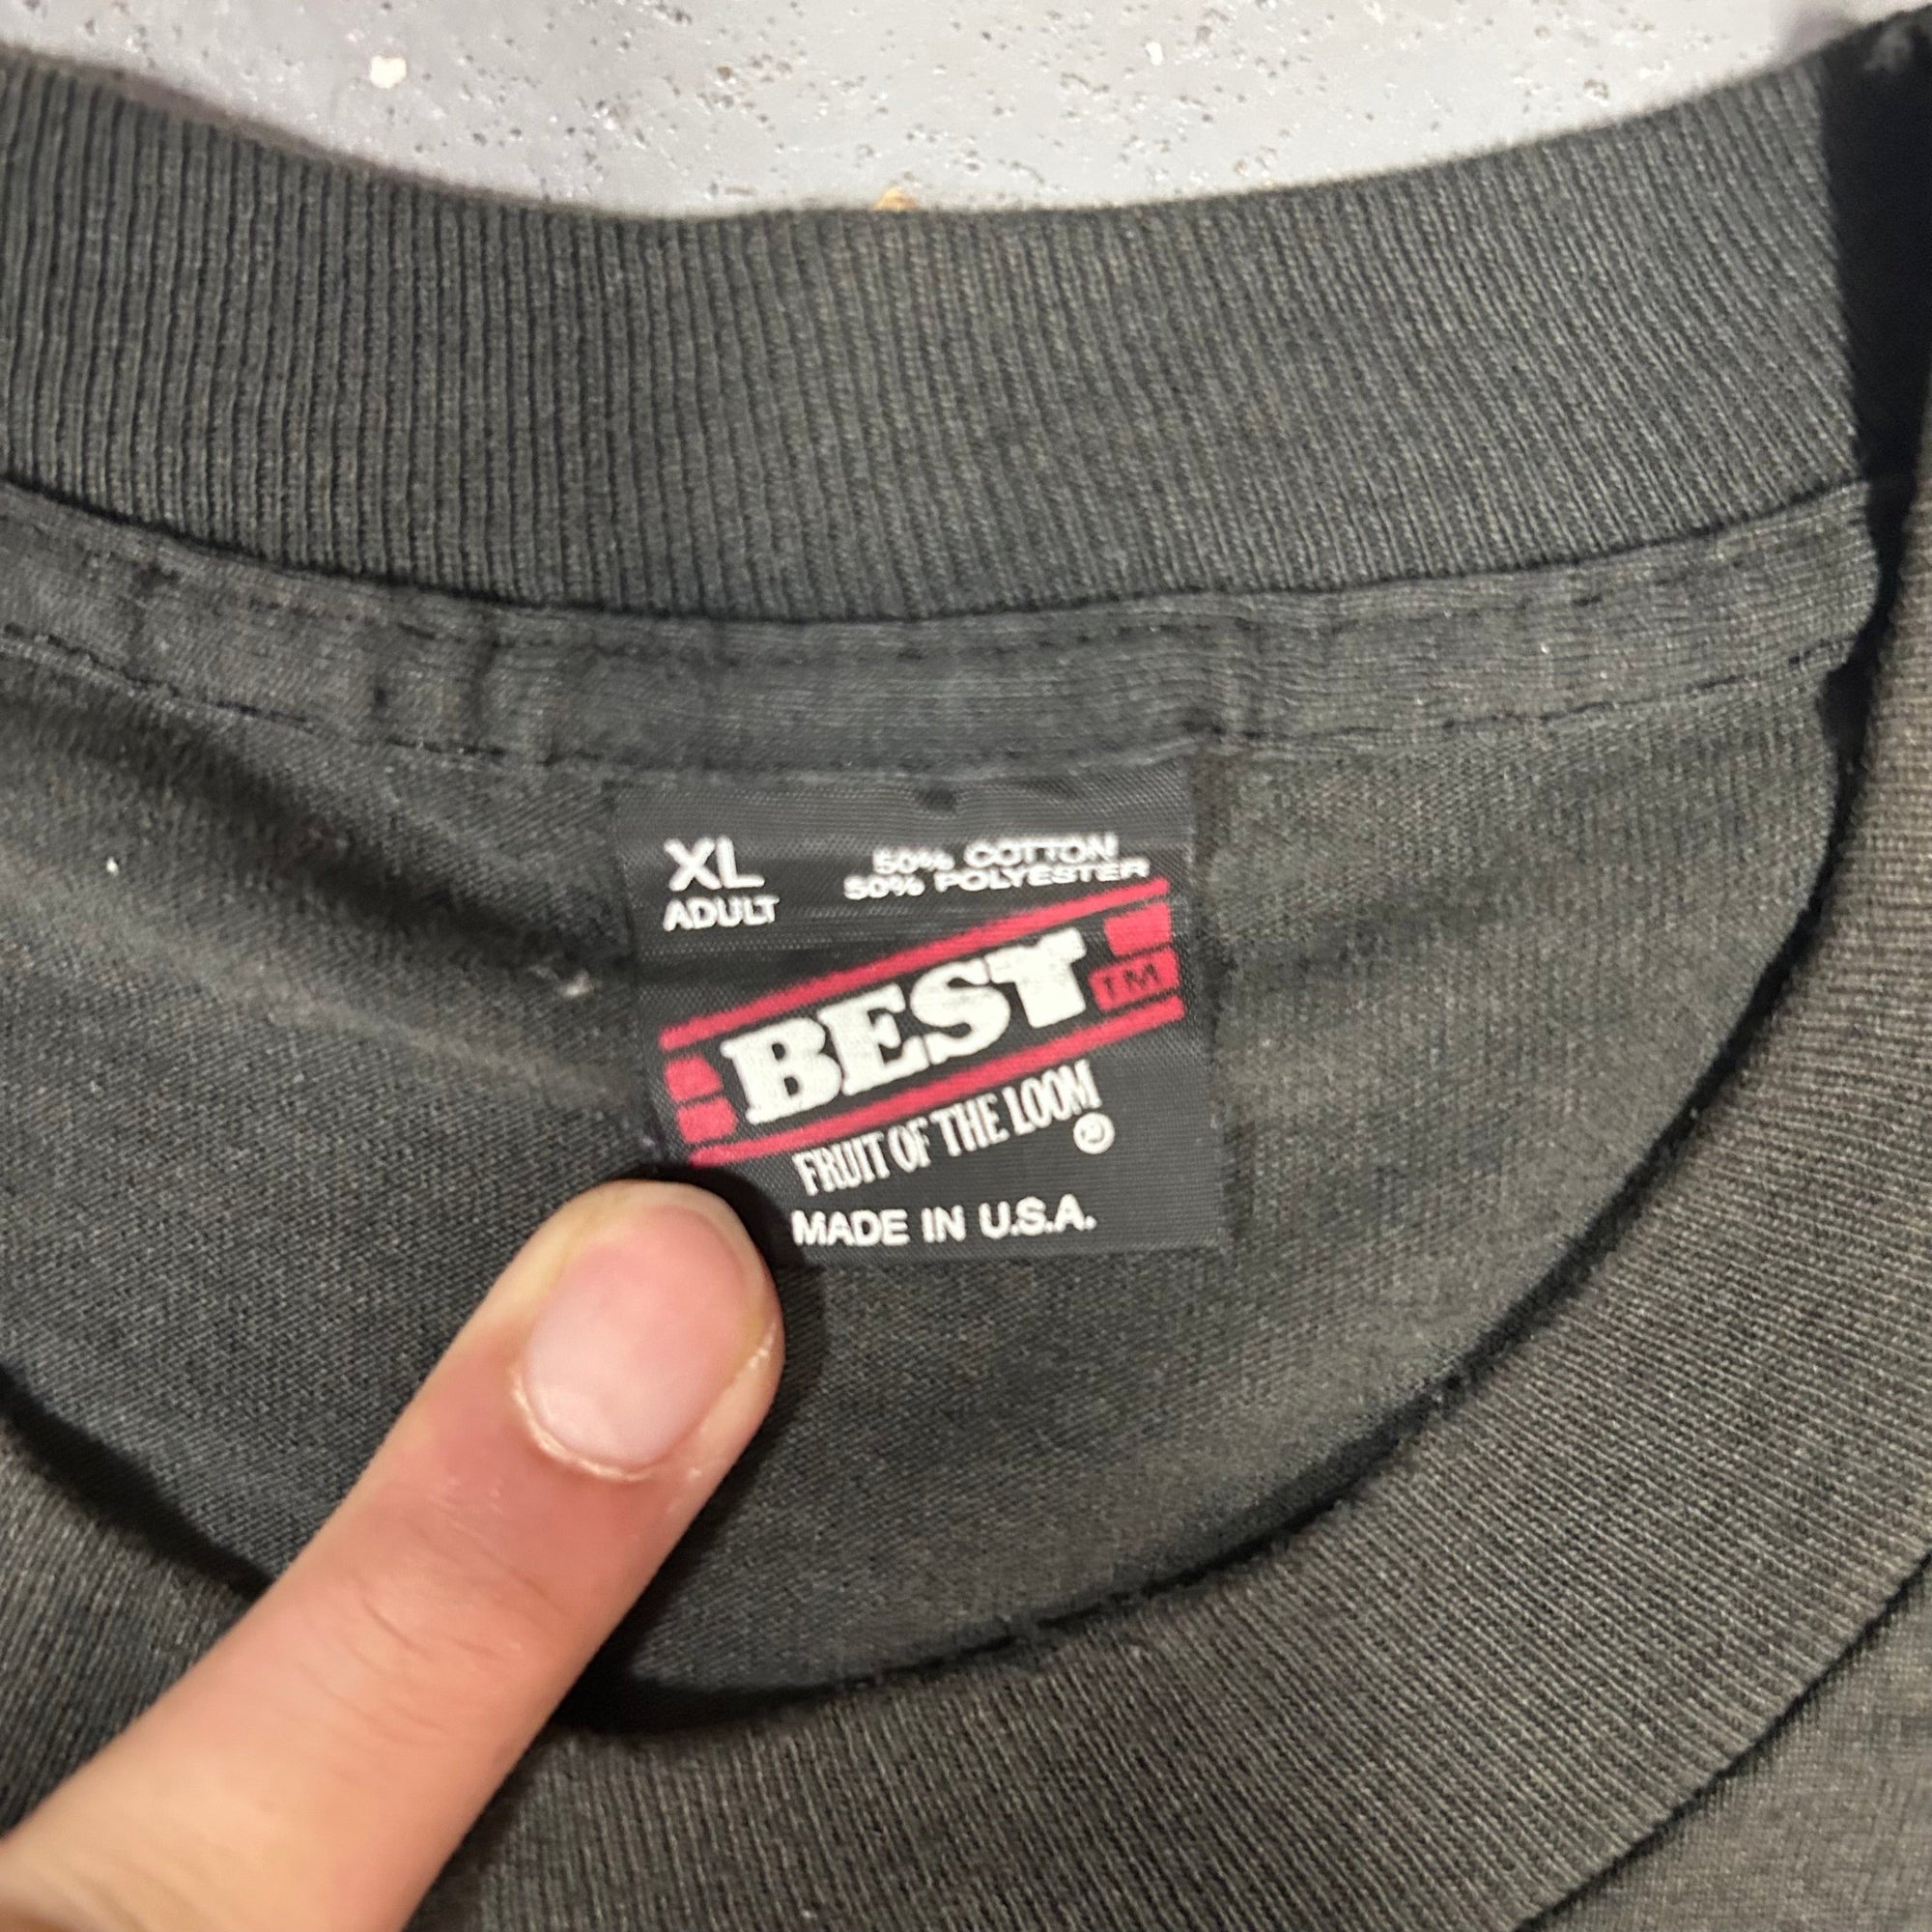 XL
ADULT
50% COTTON
50% POLYESTER
BEST TM
FRUIT OF THE LOOM ®
MADE IN U.S.A.